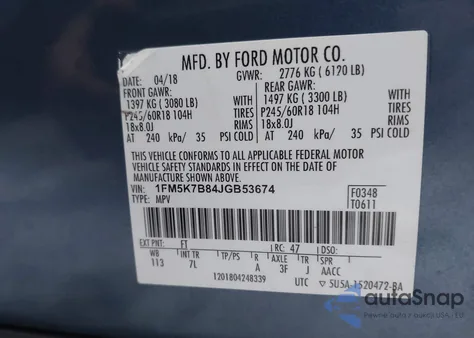 MFD. BY FORD MOTOR CO.
DATE: 04/18 GVWR: 2776 KG ( 6120 LB)
FRONT GAWR: REAR GAWR:
1397 KG ( 3080 LB) WITH 1497 KG ( 3300 LB) WITH
P245/60R18 104H TIRES P245/60R18 104H TIRES
18x8.0J RIMS 18x8.0J RIMS
AT 240 kPa/ 35 PSI COLD AT 240 kPa/ 35 PSI COLD
THIS VEHICLE CONFORMS TO ALL APPLICABLE FEDERAL MOTOR
VEHICLE SAFETY AND BUMPER, AND THEFT PREVENTION STANDARDS IN
EFFECT ON THE DATE OF MANUFACTURE SHOWN ABOVE.
VIN: 1FM5K7B84JGB53674
TYPE: MPV
F0348
T0611
EXT PNT: FT RC: 47 DSO:
WB INT TR TP/PS R AXLE TR SPR
113 7L A 3F J AACC
1201804248339 UTC SUSA 1520472-BA
autoSnap